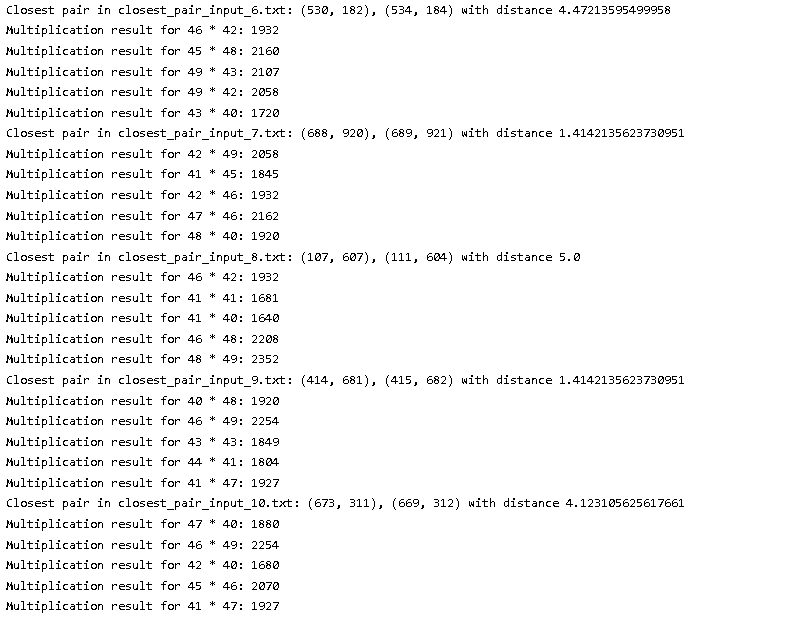 Closest pair in closest_pair_input_6.txt: (530, 182), (534, 184) with distance 4.47213595499958
Multiplication result for 46 * 42: 1932
Multiplication result for 45 * 48: 2160
Multiplication result for 49 * 43: 2107
Multiplication result for 49 * 42: 2058
Multiplication result for 43 * 40: 1720
Closest pair in closest_pair_input_7.txt: (688, 920), (689, 921) with distance 1.4142135623730951
Multiplication result for 42 * 49: 2058
Multiplication result for 41 * 45: 1845
Multiplication result for 42 * 46: 1932
Multiplication result for 47 * 46: 2162
Multiplication result for 48 * 40: 1920
Closest pair in closest_pair_input_8.txt: (107, 607), (111, 604) with distance 5.0
Multiplication result for 46 * 42: 1932
Multiplication result for 41 * 41: 1681
Multiplication result for 41 * 40: 1640
Multiplication result for 46 * 48: 2208
Multiplication result for 48 * 49: 2352
Closest pair in closest_pair_input_9.txt: (414, 681), (415, 682) with distance 1.4142135623730951
Multiplication result for 40 * 48: 1920
Multiplication result for 46 * 49: 2254
Multiplication result for 43 * 43: 1849
Multiplication result for 44 * 41: 1804
Multiplication result for 41 * 47: 1927
Closest pair in closest_pair_input_10.txt: (673, 311), (669, 312) with distance 4.123105625617661
Multiplication result for 47 * 40: 1880
Multiplication result for 46 * 49: 2254
Multiplication result for 42 * 40: 1680
Multiplication result for 45 * 46: 2070
Multiplication result for 41 * 47: 1927